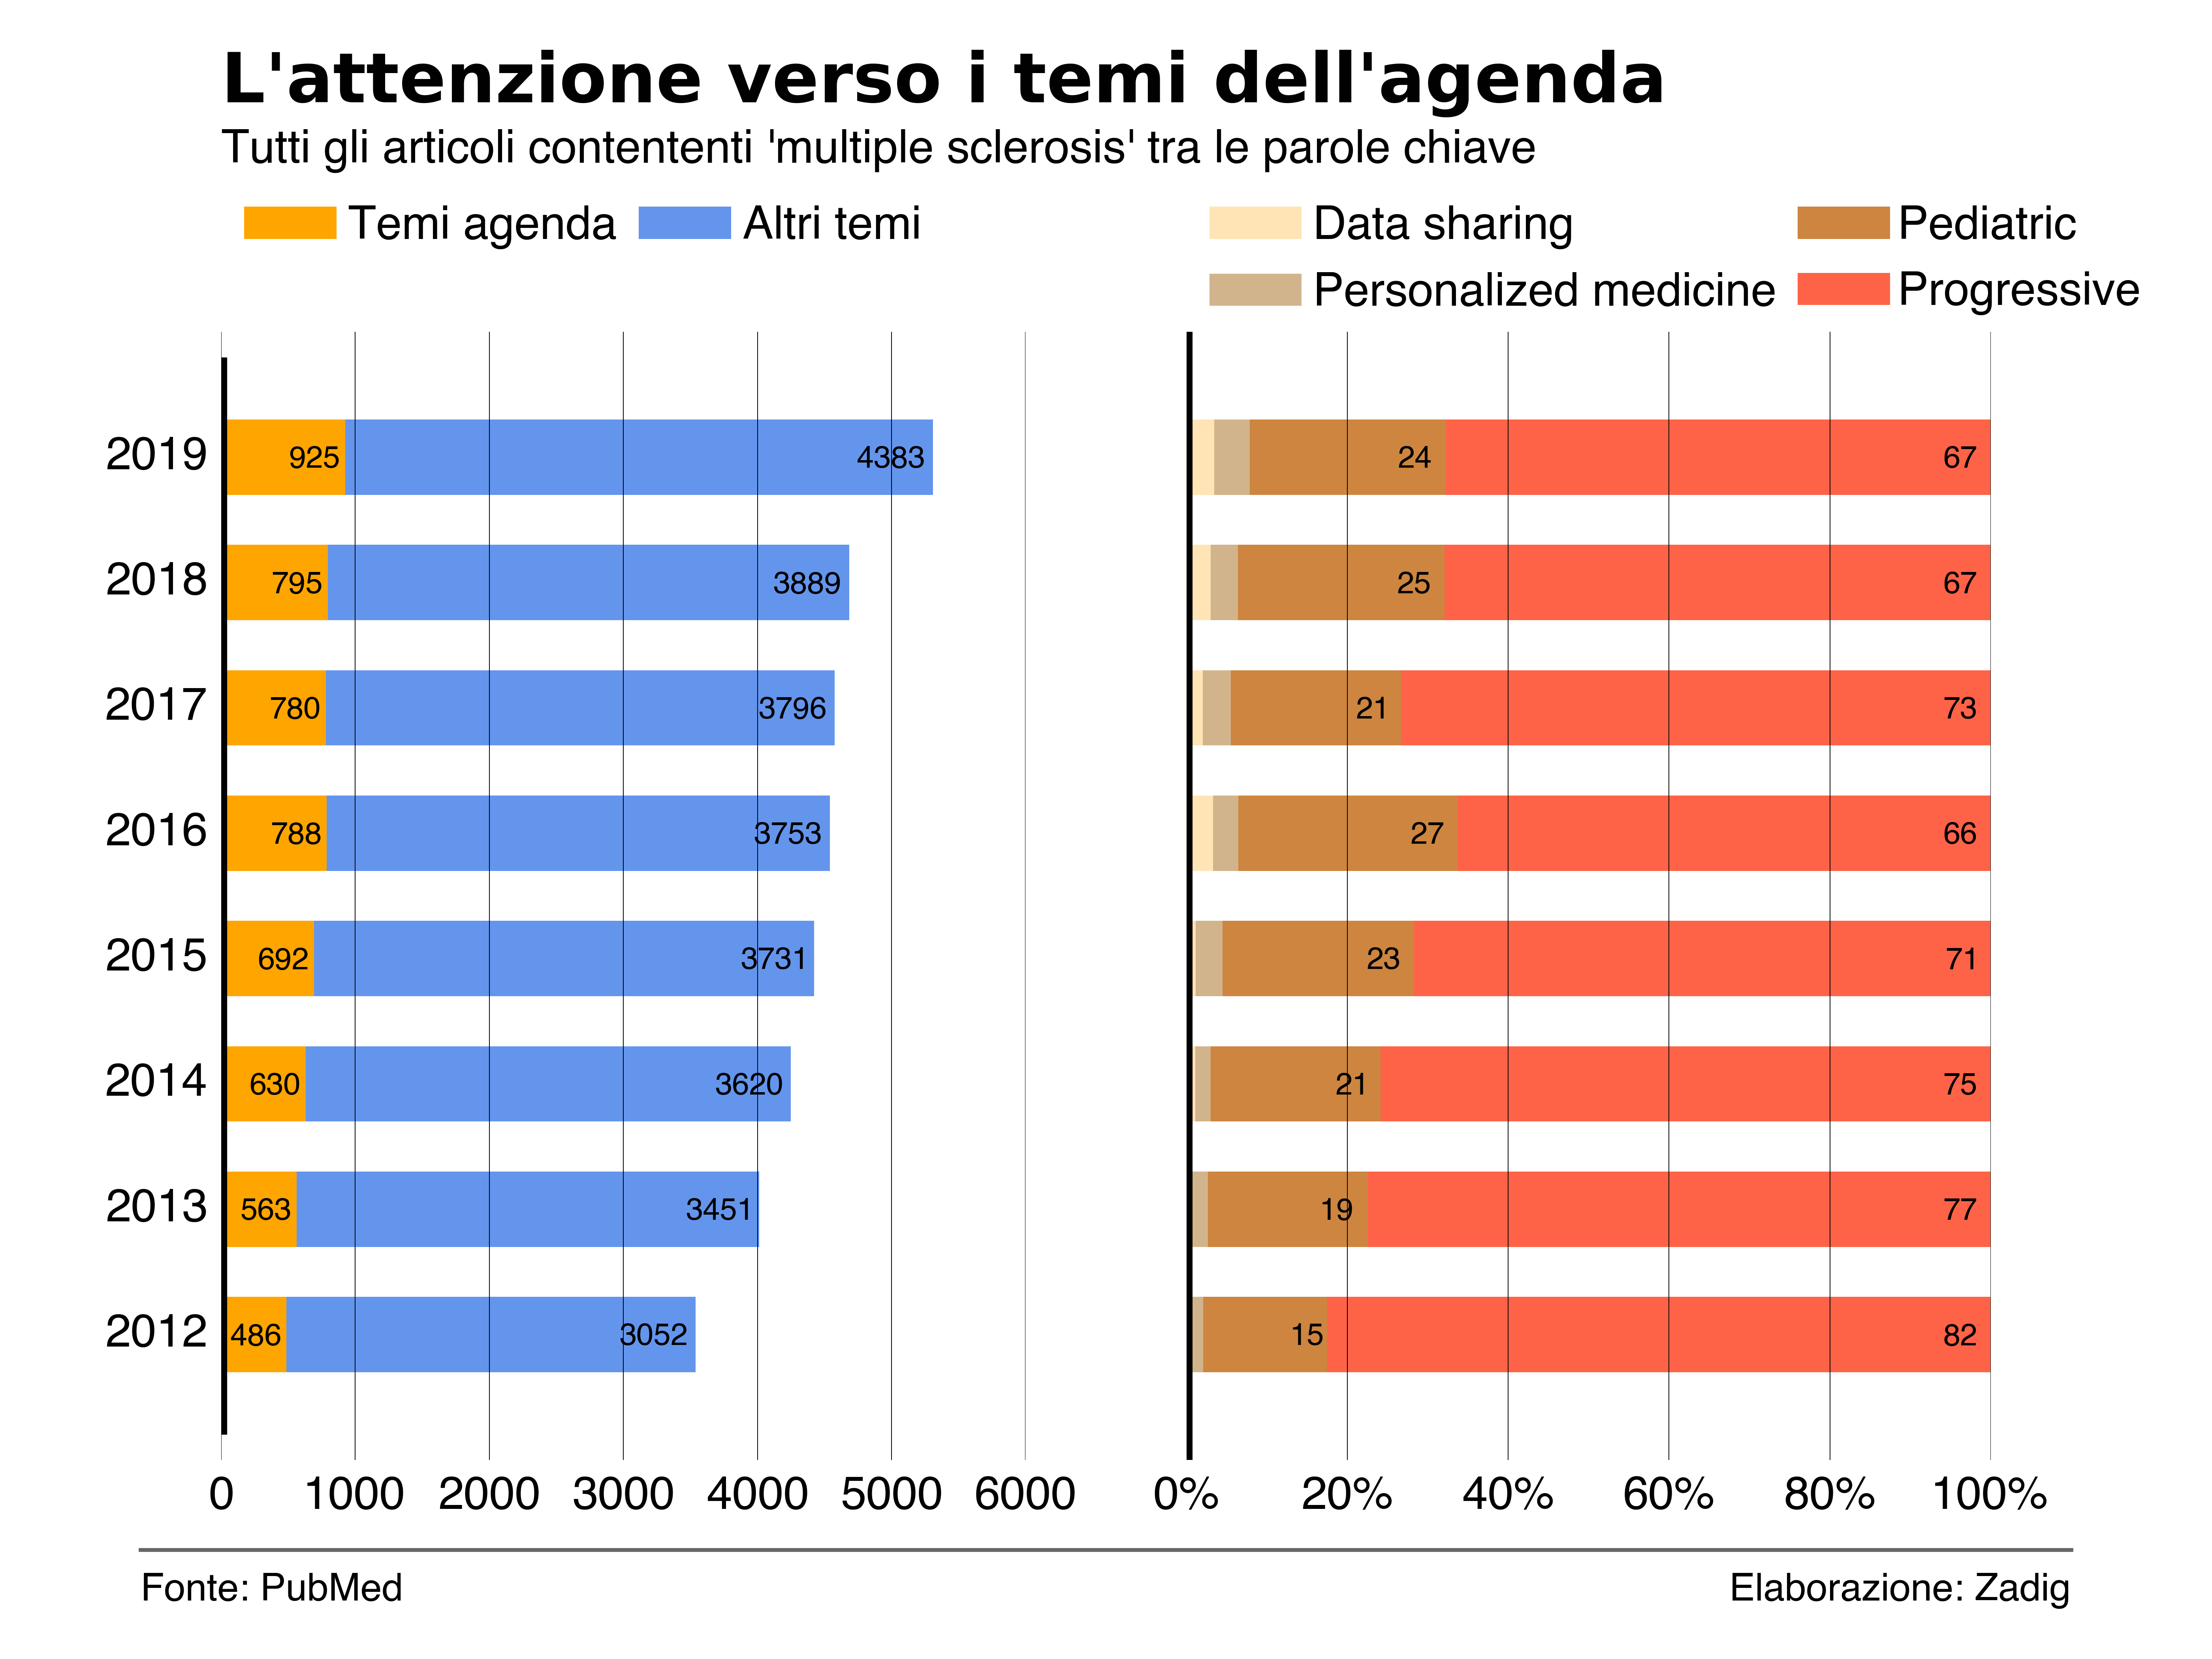 L'attenzione verso i temi dell'agenda
Tutti gli articoli contententi 'multiple sclerosis' tra le parole chiave
Temi agenda Altri temi
Data sharing Pediatric
Personalized medicine Progressive
2019 925 4383 24 67
2018 795 3889 25 67
2017 780 3796 21 73
2016 788 3753 27 66
2015 692 3731 23 71
2014 630 3620 21 75
2013 563 3451 19 77
2012 486 3052 15 82
0 1000 2000 3000 4000 5000 6000 0% 20% 40% 60% 80% 100%
Fonte: PubMed Elaborazione: Zadig